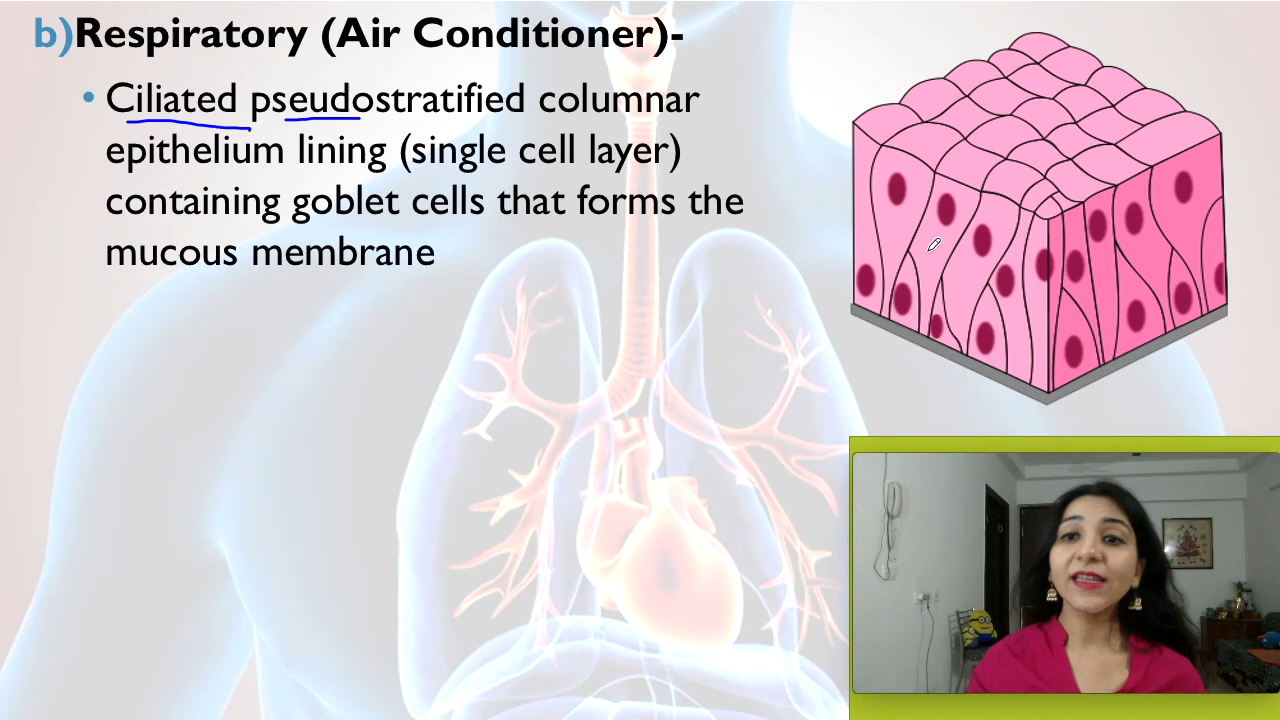 b)Respiratory (Air Conditioner)-
• Ciliated pseudostratified columnar
epithelium lining (single cell layer)
containing goblet cells that forms the
mucous membrane